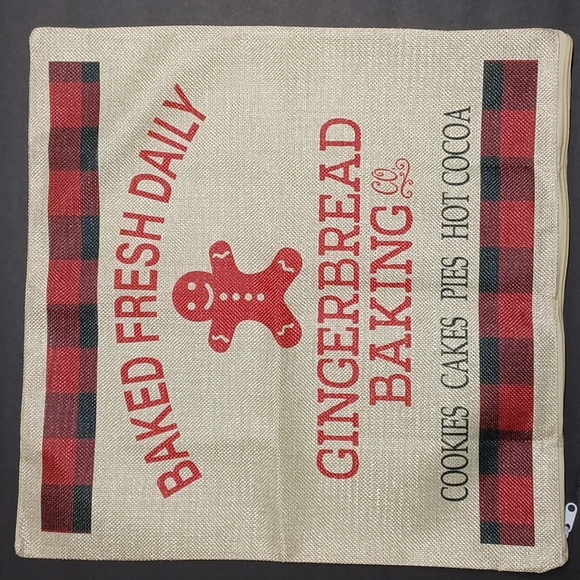 BAKED FRESH DAILY
GINGERBREAD
BAKING CO.
COOKIES CAKES PIES HOT COCOA